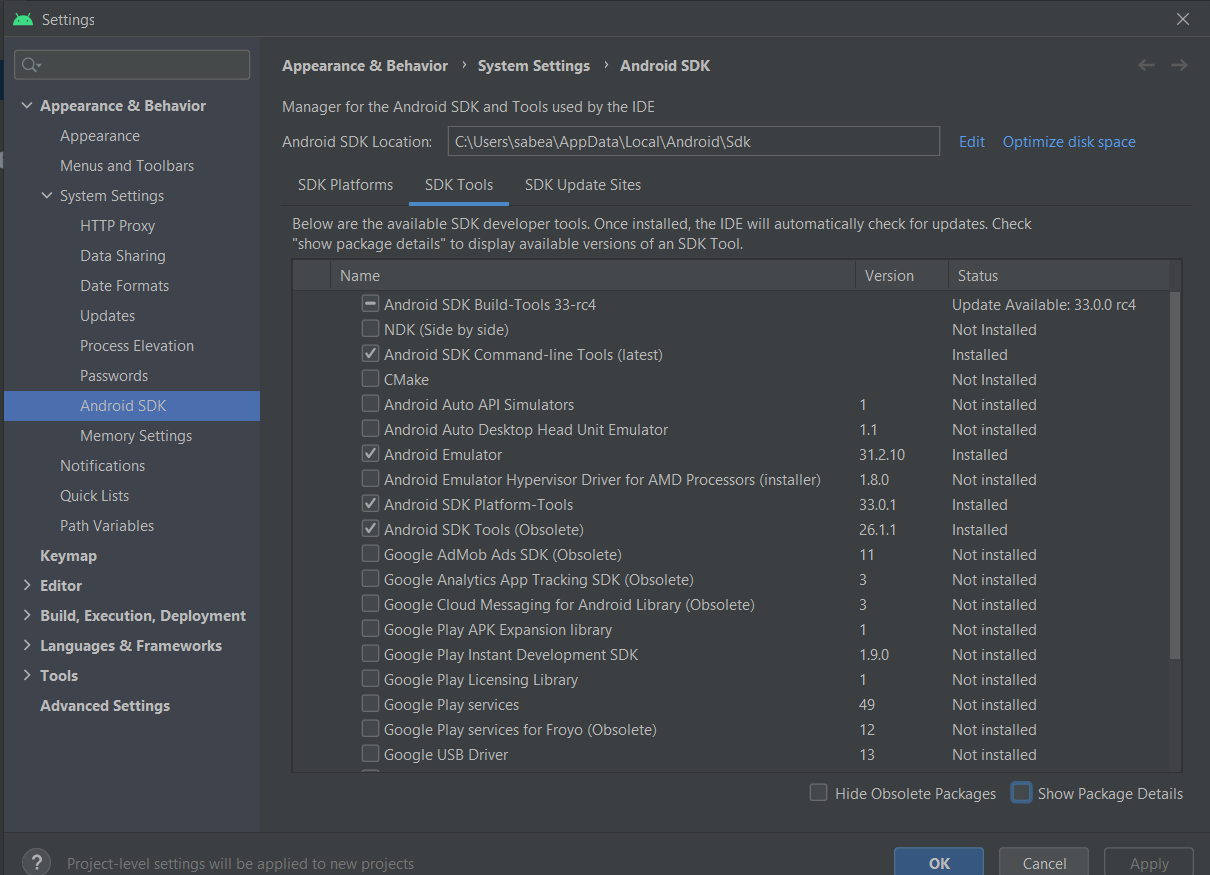 Settings
Appearance & Behavior
Appearance
Menus and Toolbars
System Settings
HTTP Proxy
Data Sharing
Date Formats
Updates
Process Elevation
Passwords
Android SDK
Memory Settings
Notifications
Quick Lists
Path Variables
Keymap
Editor
Build, Execution, Deployment
Languages & Frameworks
Tools
Advanced Settings
Appearance & Behavior › System Settings › Android SDK
Manager for the Android SDK and Tools used by the IDE
Android SDK Location: C:\Users\sabea\AppData\Local\Android\Sdk Edit Optimize disk space
SDK Platforms SDK Tools SDK Update Sites
Below are the available SDK developer tools. Once installed, the IDE will automatically check for updates. Check
"show package details" to display available versions of an SDK Tool.
Name Version Status
Android SDK Build-Tools 33-rc4 Update Available: 33.0.0 rc4
NDK (Side by side) Not Installed
Android SDK Command-line Tools (latest) Installed
CMake Not Installed
Android Auto API Simulators 1 Not installed
Android Auto Desktop Head Unit Emulator 1.1 Not installed
Android Emulator 31.2.10 Installed
Android Emulator Hypervisor Driver for AMD Processors (installer) 1.8.0 Not installed
Android SDK Platform-Tools 33.0.1 Installed
Android SDK Tools (Obsolete) 26.1.1 Installed
Google AdMob Ads SDK (Obsolete) 11 Not installed
Google Analytics App Tracking SDK (Obsolete) 3 Not installed
Google Cloud Messaging for Android Library (Obsolete) 3 Not installed
Google Play APK Expansion library 1 Not installed
Google Play Instant Development SDK 1.9.0 Not installed
Google Play Licensing Library 1 Not installed
Google Play services 49 Not installed
Google Play services for Froyo (Obsolete) 12 Not installed
Google USB Driver 13 Not installed
Hide Obsolete Packages Show Package Details
? Project-level settings will be applied to new projects
OK Cancel Apply